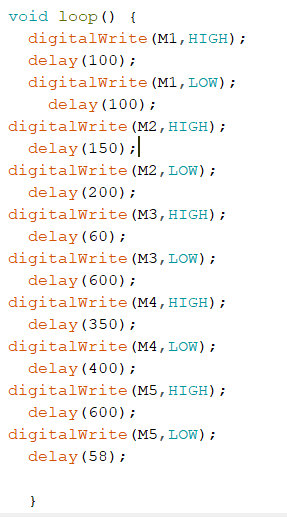 void loop() {
digitalWrite(M1,HIGH);
delay(100);
digitalWrite(M1,LOW);
delay(100);
digitalWrite(M2,HIGH);
delay(150);
digitalWrite(M2,LOW);
delay(200);
digitalWrite(M3,HIGH);
delay(60);
digitalWrite(M3,LOW);
delay(600);
digitalWrite(M4,HIGH);
delay(350);
digitalWrite(M4,LOW);
delay(400);
digitalWrite(M5,HIGH);
delay(600);
digitalWrite(M5,LOW);
delay(58);
}